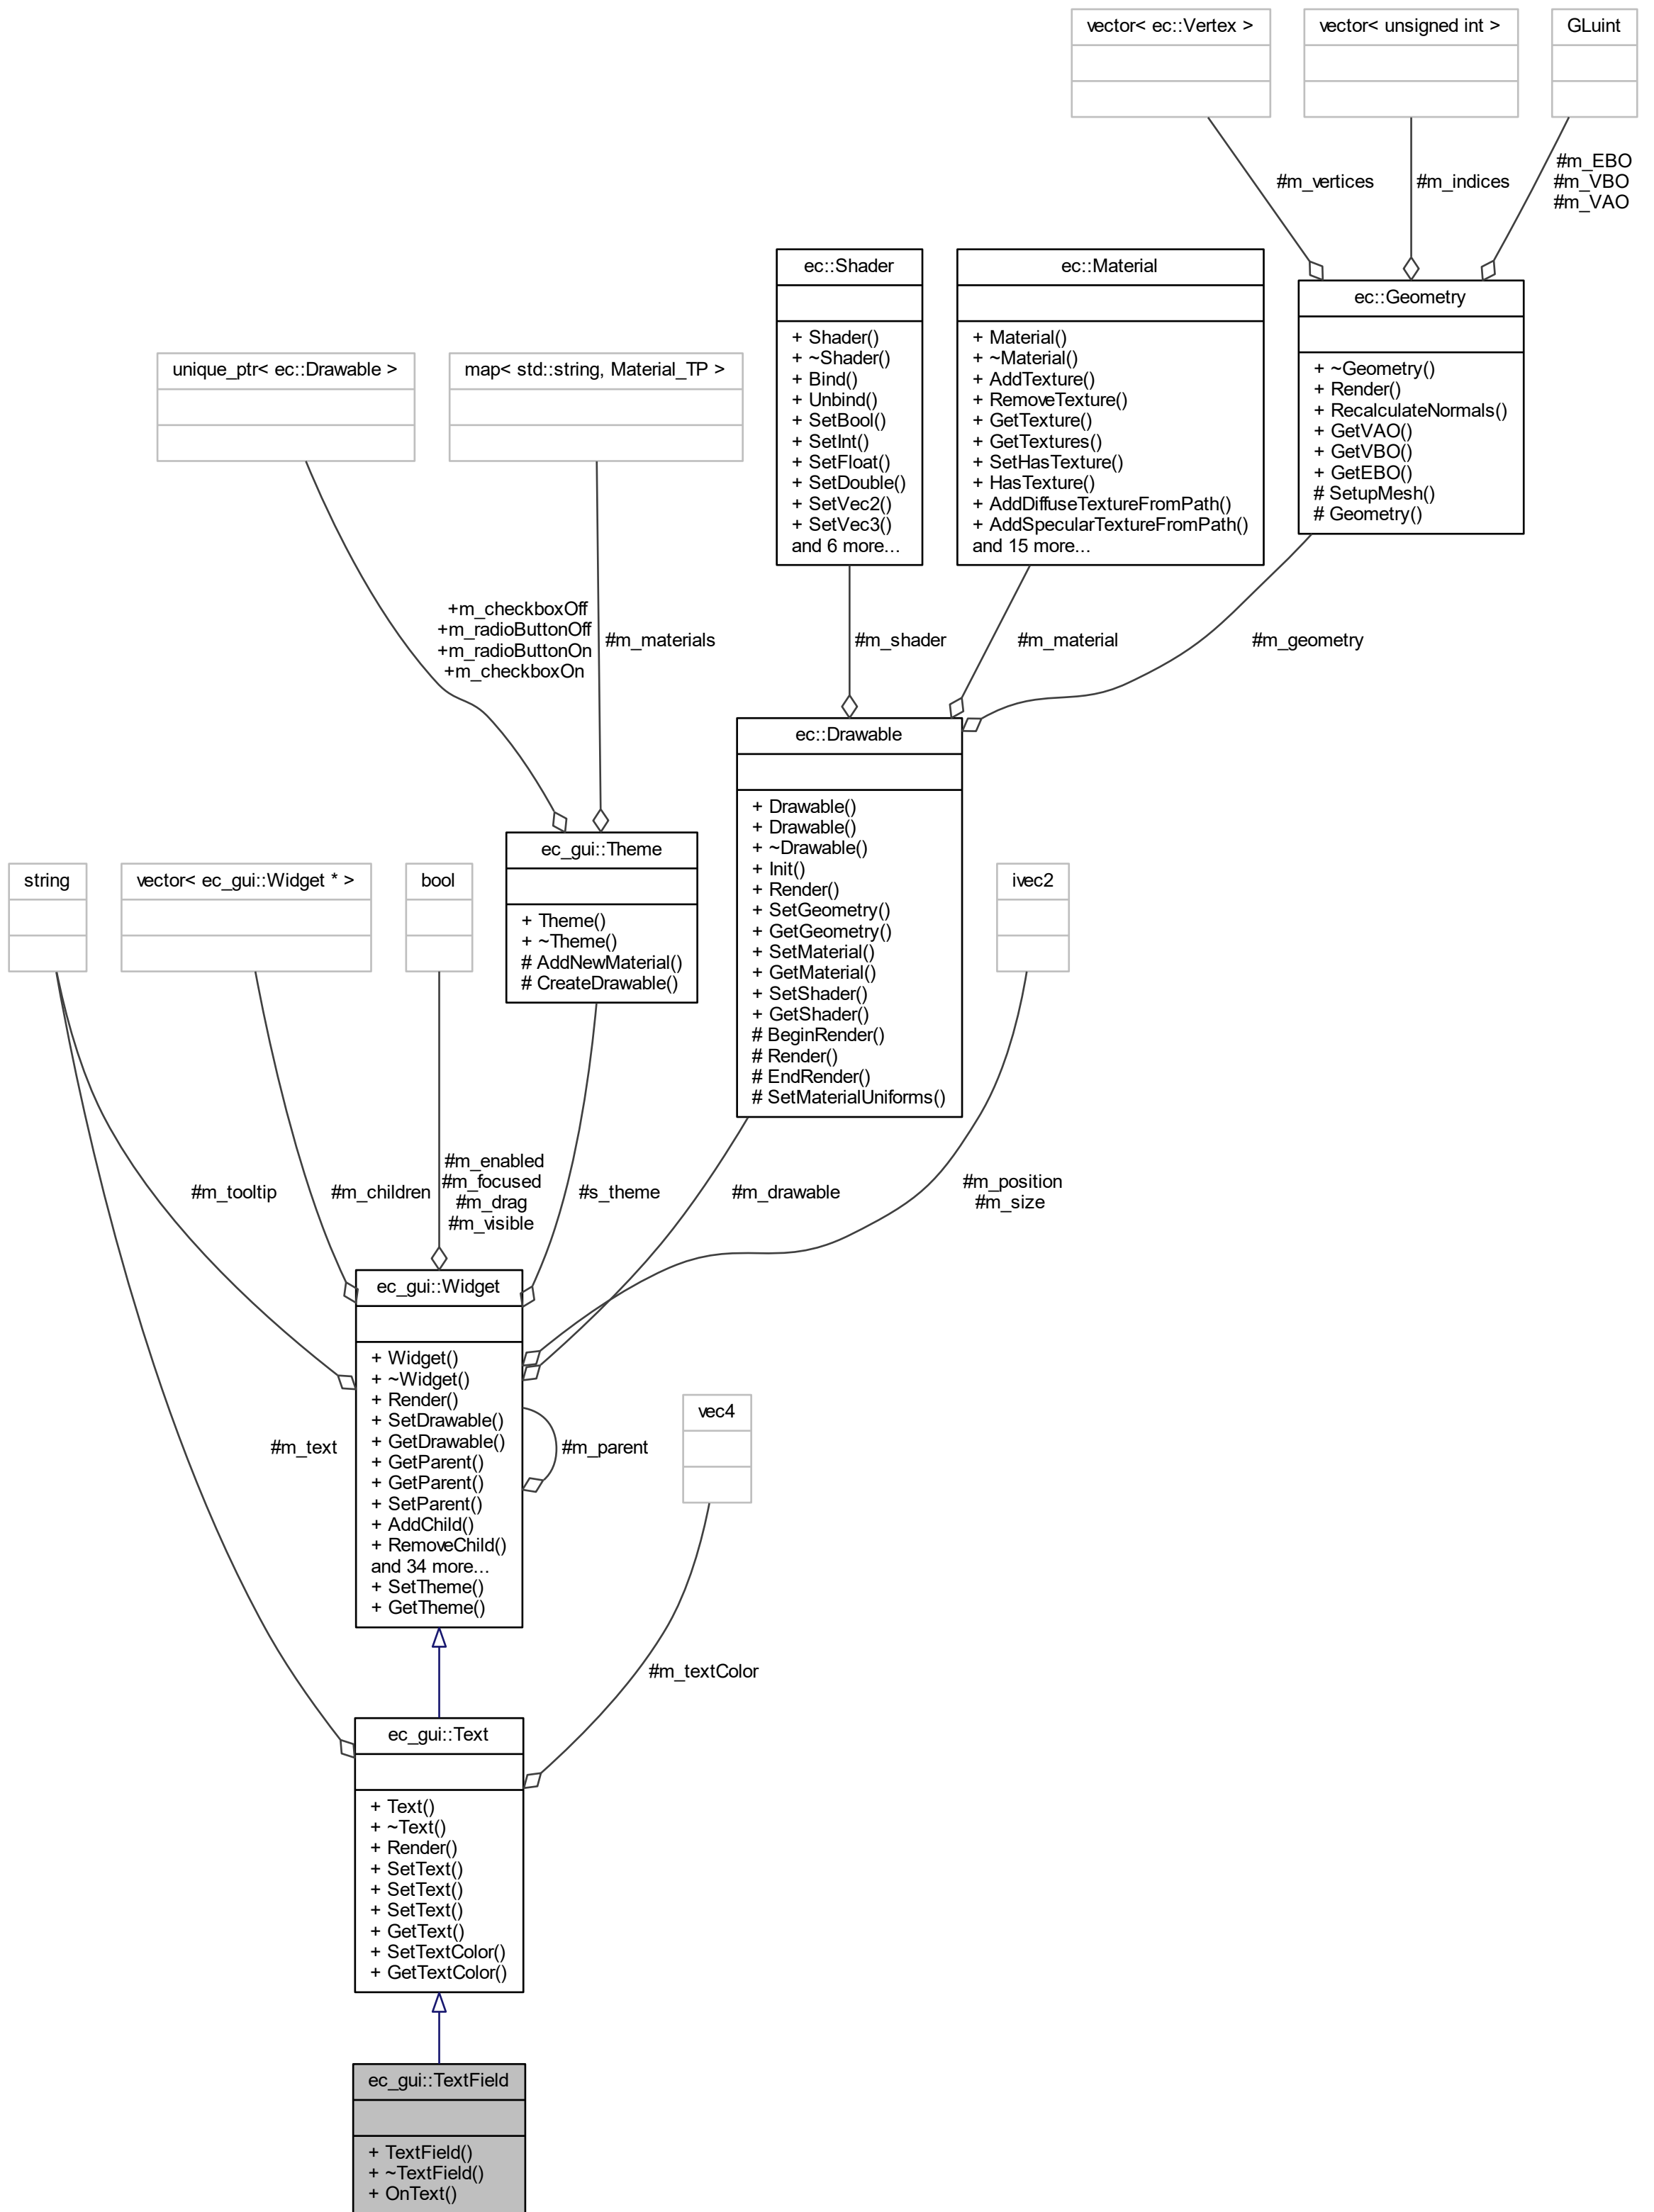 vector< ec::Vertex >
vector< unsigned int >
GLuint
#m_vertices
#m_indices
#m_EBO
#m_VBO
#m_VAO
ec::Shader
+ Shader()
+ ~Shader()
+ Bind()
+ Unbind()
+ SetBool()
+ SetInt()
+ SetFloat()
+ SetDouble()
+ SetVec2()
+ SetVec3()
and 6 more...
ec::Material
+ Material()
+ ~Material()
+ AddTexture()
+ RemoveTexture()
+ GetTexture()
+ GetTextures()
+ SetHasTexture()
+ HasTexture()
+ AddDiffuseTextureFromPath()
+ AddSpecularTextureFromPath()
and 15 more...
ec::Geometry
+ ~Geometry()
+ Render()
+ RecalculateNormals()
+ GetVAO()
+ GetVBO()
+ GetEBO()
# SetupMesh()
# Geometry()
unique_ptr< ec::Drawable >
map< std::string, Material_TP >
+m_checkboxOff
+m_radioButtonOff
+m_radioButtonOn
+m_checkboxOn
#m_materials
#m_shader
#m_material
#m_geometry
ec::Drawable
+ Drawable()
+ Drawable()
+ ~Drawable()
+ Init()
+ Render()
+ SetGeometry()
+ GetGeometry()
+ SetMaterial()
+ GetMaterial()
+ SetShader()
+ GetShader()
# BeginRender()
# Render()
# EndRender()
# SetMaterialUniforms()
ec_gui::Theme
+ Theme()
+ ~Theme()
# AddNewMaterial()
# CreateDrawable()
string
vector< ec_gui::Widget * >
bool
ivec2
#m_tooltip
#m_children
#m_enabled
#m_focused
#m_drag
#m_visible
#s_theme
#m_drawable
#m_position
#m_size
ec_gui::Widget
+ Widget()
+ ~Widget()
+ Render()
+ SetDrawable()
+ GetDrawable()
+ GetParent()
+ GetParent()
+ SetParent()
+ AddChild()
+ RemoveChild()
and 34 more...
+ SetTheme()
+ GetTheme()
#m_text
#m_parent
vec4
#m_textColor
ec_gui::Text
+ Text()
+ ~Text()
+ Render()
+ SetText()
+ SetText()
+ SetText()
+ GetText()
+ SetTextColor()
+ GetTextColor()
ec_gui::TextField
+ TextField()
+ ~TextField()
+ OnText()